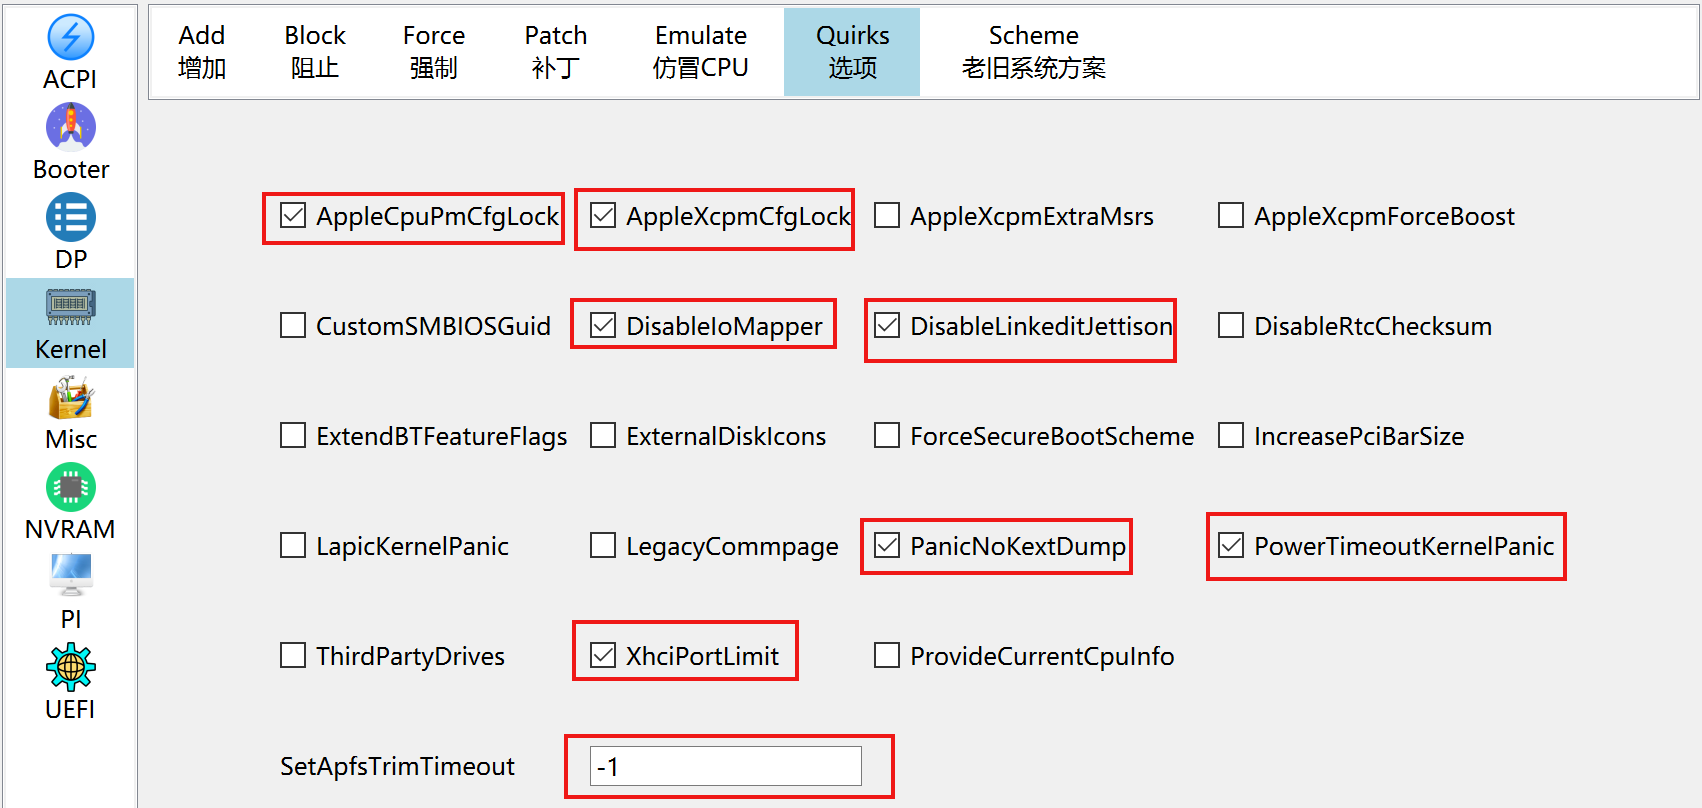 ACPI
Booter
DP
Kernel
Misc
NVRAM
PI
UEFI
Add Block Force Patch Emulate Quirks Scheme
增加 阻止 强制 补丁 仿冒CPU 选项 老旧系统方案
AppleCpuPmCfgLock AppleXcpmCfgLock AppleXcpmExtraMsrs AppleXcpmForceBoost
CustomSMBIOSGuid DisableIoMapper DisableLinkeditJettison DisableRtcChecksum
ExtendBTFeatureFlags ExternalDiskIcons ForceSecureBootScheme IncreasePciBarSize
LapicKernelPanic LegacyCommpage PanicNoKextDump PowerTimeoutKernelPanic
ThirdPartyDrives XhciPortLimit ProvideCurrentCpuInfo
SetApfsTrimTimeout -1